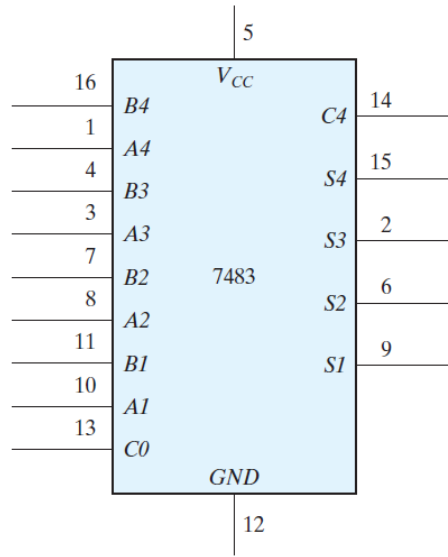 5
V_CC
16 B4 C4 14
1 A4
4 B3 S4 15
3 A3 S3 2
7 B2 7483
8 A2 S2 6
11 B1 S1 9
10 A1
13 C0
GND
12